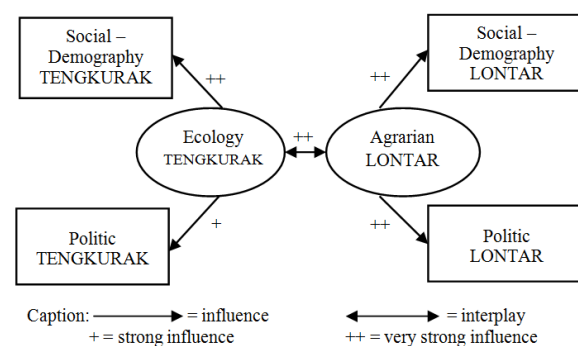 Social –
Demography
TENGKURAK
Social –
Demography
LONTAR
++
++
Ecology
TENGKURAK
++
Agrarian
LONTAR
+
++
Politic
TENGKURAK
Politic
LONTAR
Caption: = influence
= interplay
+ = strong influence
++ = very strong influence